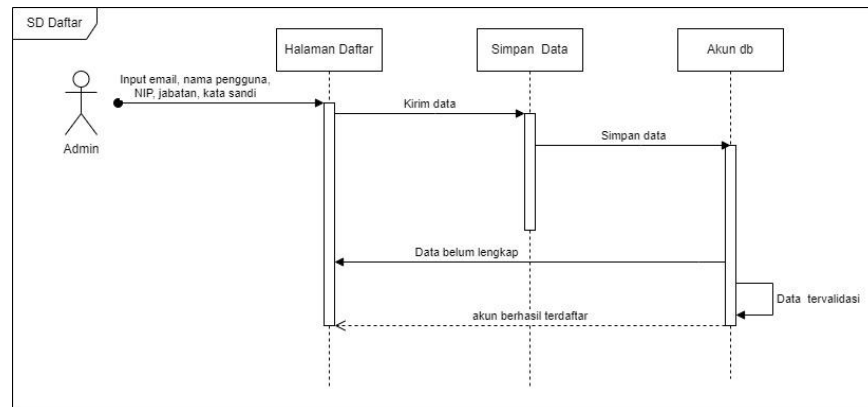 SD Daftar
Halaman Daftar
Simpan Data
Akun db
Input email, nama pengguna,
NIP, jabatan, kata sandi
Admin
Kirim data
Simpan data
Data belum lengkap
Data tervalidasi
akun berhasil terdaftar